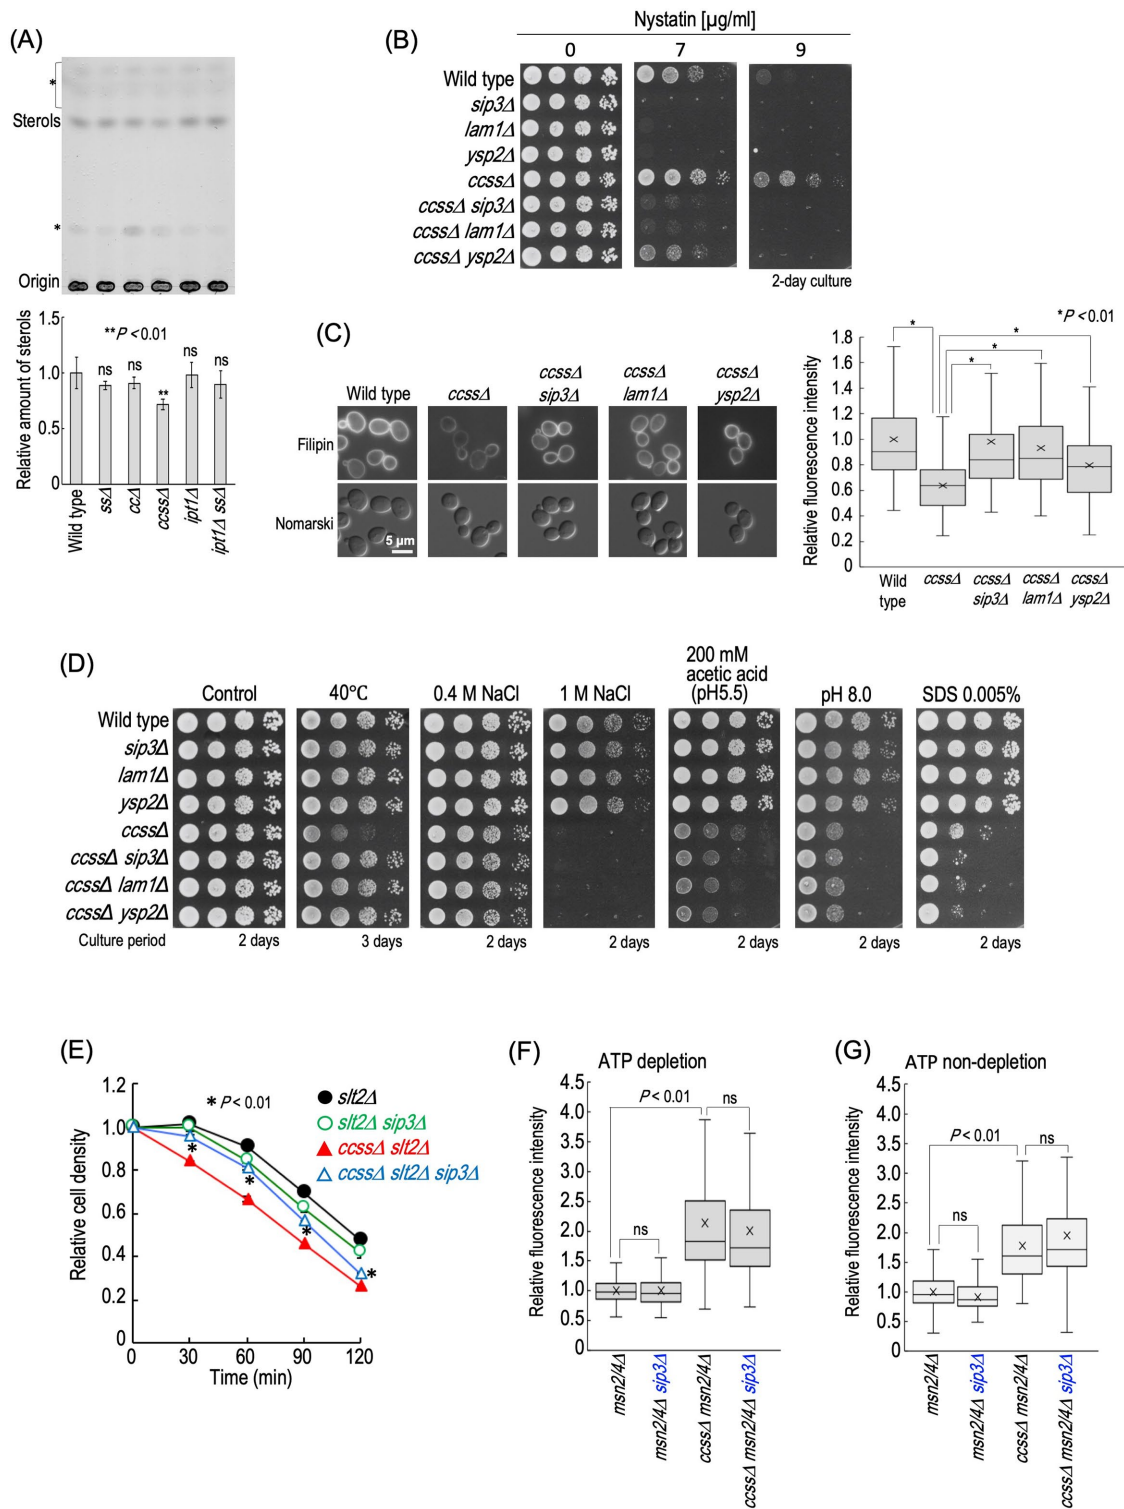 (A)
*
Sterols
*
Origin
Relative amount of sterols
1.5
1.0
0.5
0
**P < 0.01
ns
ns
**
ns
ns
Wild type
ssΔ
ccΔ
ccssΔ
ipt1Δ
ipt1Δ ssΔ
(B)
Nystatin [µg/ml]
0 7 9
Wild type
sip3Δ
lam1Δ
ysp2Δ
ccssΔ
ccssΔ sip3Δ
ccssΔ lam1Δ
ccssΔ ysp2Δ
2-day culture
(C)
Wild type
ccssΔ
ccssΔ sip3Δ
ccssΔ lam1Δ
ccssΔ ysp2Δ
Filipin
Nomarski
5 µm
*P < 0.01
*
*
*
*
Relative fluorescence intensity
1.8
1.6
1.4
1.2
1.0
0.8
0.6
0.4
0.2
0
Wild type
ccssΔ
ccssΔ sip3Δ
ccssΔ lam1Δ
ccssΔ ysp2Δ
(D)
Control
40℃
0.4 M NaCl
1 M NaCl
200 mM
acetic acid
(pH5.5)
pH 8.0
SDS 0.005%
Wild type
sip3Δ
lam1Δ
ysp2Δ
ccssΔ
ccssΔ sip3Δ
ccssΔ lam1Δ
ccssΔ ysp2Δ
Culture period 2 days 3 days 2 days 2 days 2 days 2 days 2 days
(E)
Relative cell density
1.2
1.0
0.8
0.6
0.4
0.2
0
* P < 0.01
slt2Δ
slt2Δ sip3Δ
ccssΔ slt2Δ
ccssΔ slt2Δ sip3Δ
*
*
*
*
0 30 60 90 120
Time (min)
(F)
ATP depletion
Relative fluorescence intensity
4.5
4.0
3.5
3.0
2.5
2.0
1.5
1.0
0.5
0
P < 0.01
ns
ns
msn2/4Δ
msn2/4Δ sip3Δ
ccssΔ msn2/4Δ
ccssΔ msn2/4Δ sip3Δ
(G)
ATP non-depletion
Relative fluorescence intensity
4.5
4.0
3.5
3.0
2.5
2.0
1.5
1.0
0.5
0
P < 0.01
ns
ns
msn2/4Δ
msn2/4Δ sip3Δ
ccssΔ msn2/4Δ
ccssΔ msn2/4Δ sip3Δ